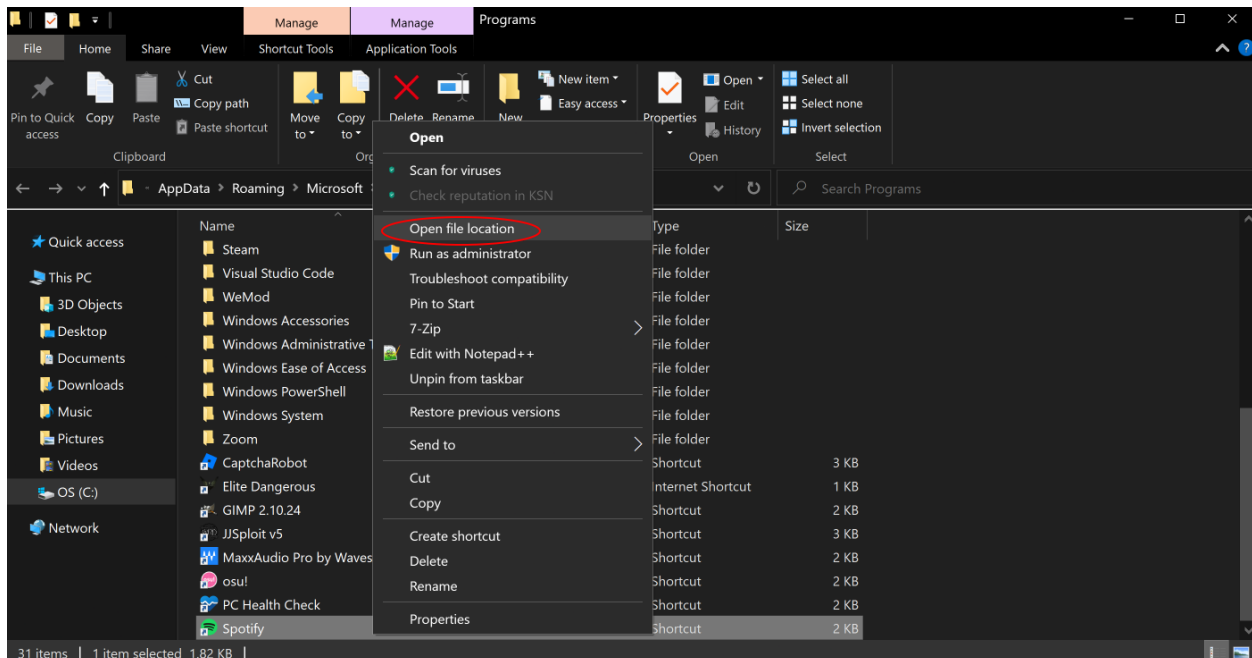 Manage
Manage
Programs
File
Home
Share
View
Shortcut Tools
Application Tools
Pin to Quick access
Copy
Paste
Cut
Copy path
Paste shortcut
Move to
Copy to
Delete
Rename
New
New item
Easy access
Properties
Open
Edit
History
Select all
Select none
Invert selection
Clipboard
Org
Open
Select
AppData
Roaming
Microsoft
Search Programs
Name
Type
Size
Quick access
This PC
3D Objects
Desktop
Documents
Downloads
Music
Pictures
Videos
OS (C:)
Network
Steam File folder
Visual Studio Code File folder
WeMod File folder
Windows Accessories File folder
Windows Administrative T File folder
Windows Ease of Access File folder
Windows PowerShell File folder
Windows System File folder
Zoom File folder
CaptchaRobot Shortcut 3 KB
Elite Dangerous Internet Shortcut 1 KB
GIMP 2.10.24 Shortcut 2 KB
JJSploit v5 Shortcut 3 KB
MaxxAudio Pro by Waves Shortcut 2 KB
osu! Shortcut 2 KB
PC Health Check Shortcut 2 KB
Spotify Shortcut 2 KB
Open
Scan for viruses
Check reputation in KSN
Open file location
Run as administrator
Troubleshoot compatibility
Pin to Start
7-Zip
Edit with Notepad++
Unpin from taskbar
Restore previous versions
Send to
Cut
Copy
Create shortcut
Delete
Rename
Properties
31 items
1 item selected 1.82 KB